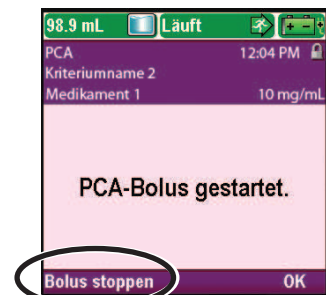 98.9 mL Läuft
PCA 12:04 PM
Kriteriumname 2
Medikament 1 10 mg/mL
PCA-Bolus gestartet.
Bolus stoppen OK